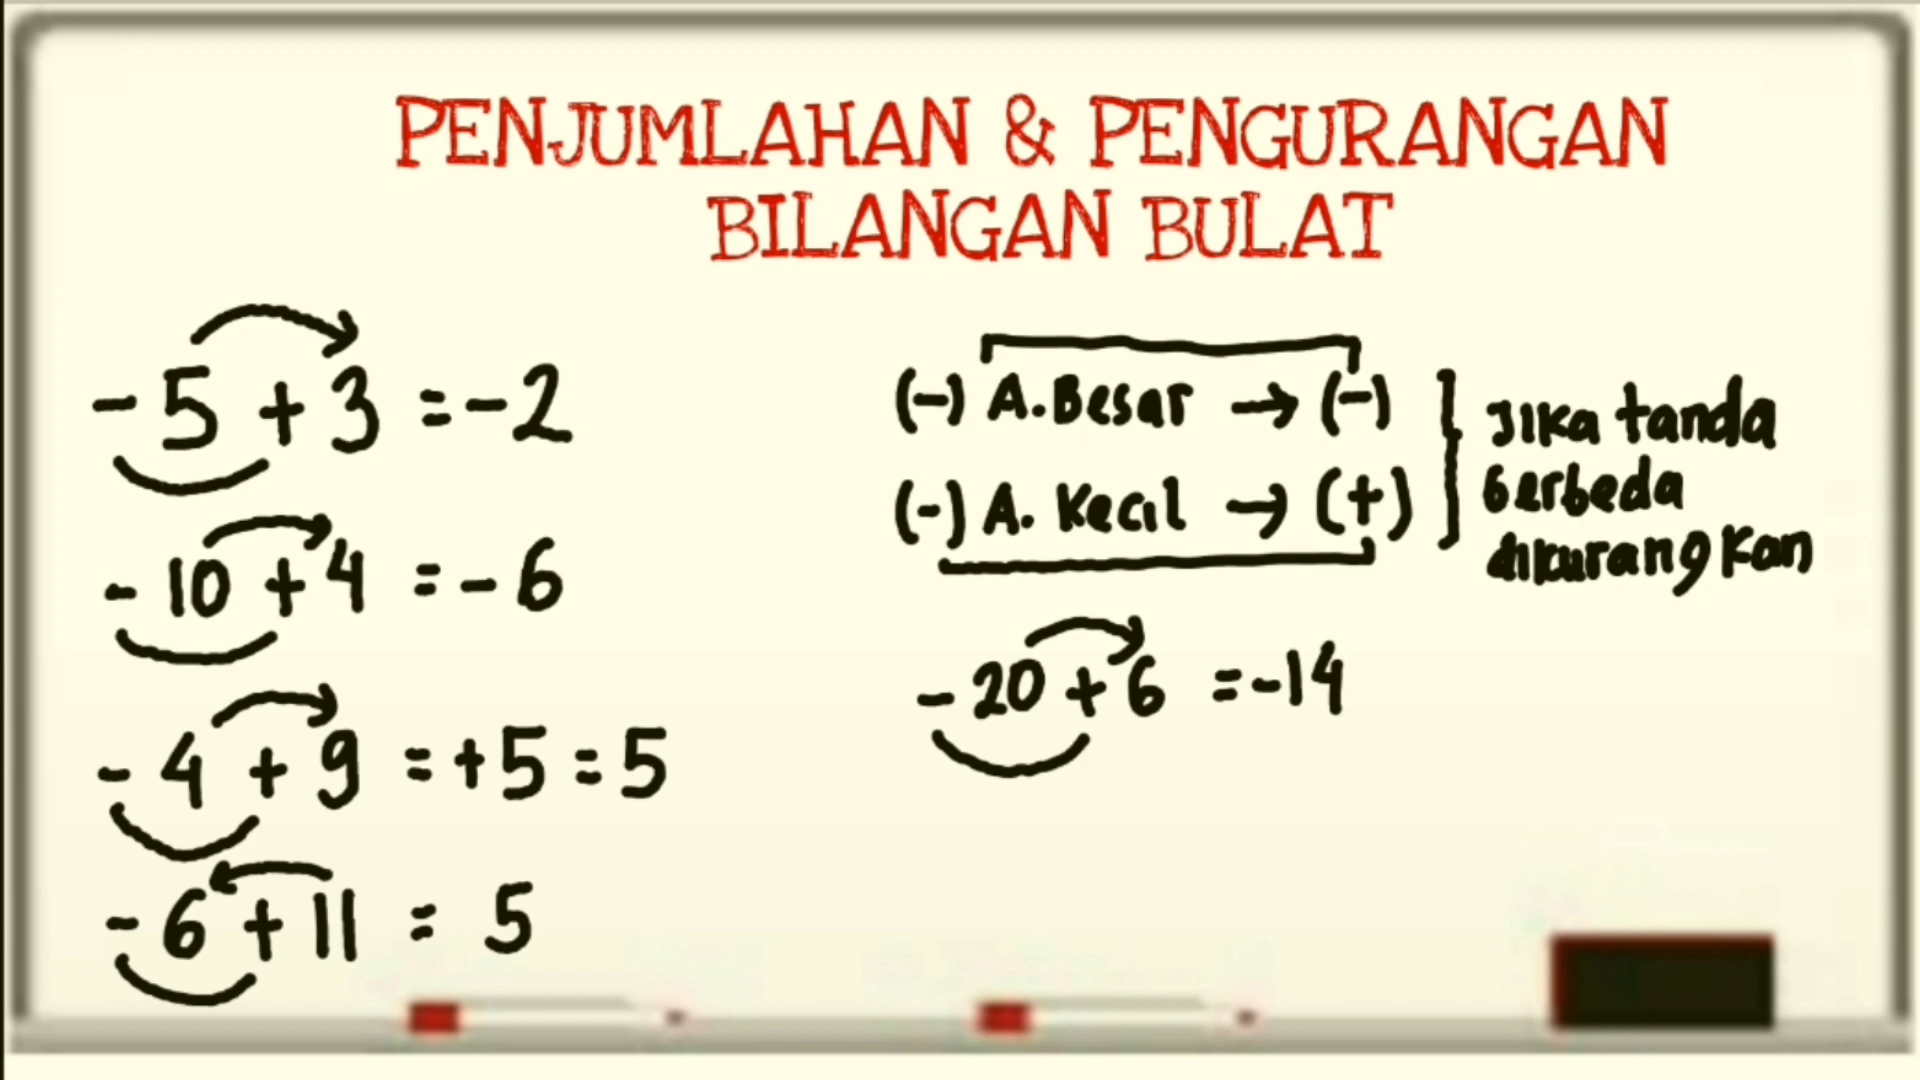 PENJUMLAHAN & PENGURANGAN
BILANGAN BULAT
- 5 + 3 = - 2
- 10 + 4 = - 6
- 4 + 9 = + 5 = 5
- 6 + 11 = 5
(-) A. Besar → (-)
(-) A. Kecil → (+)
Jika tanda
berbeda
dikurangkan
- 20 + 6 = - 14